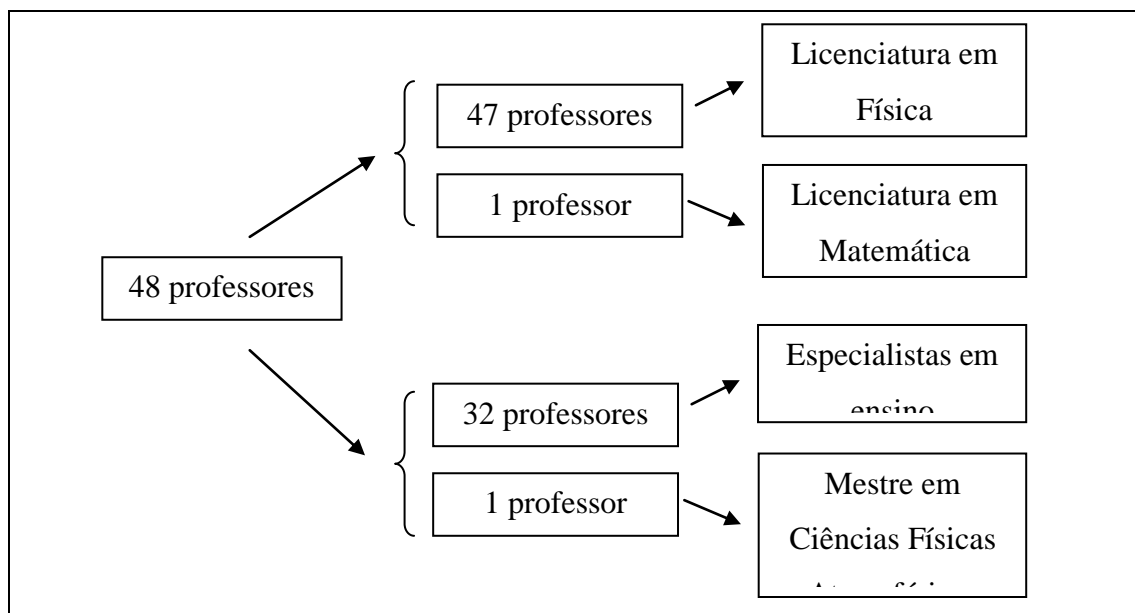 48 professores
47 professores
Licenciatura em
Física
1 professor
Licenciatura em
Matemática
32 professores
Especialistas em
ensino
1 professor
Mestre em
Ciências Físicas